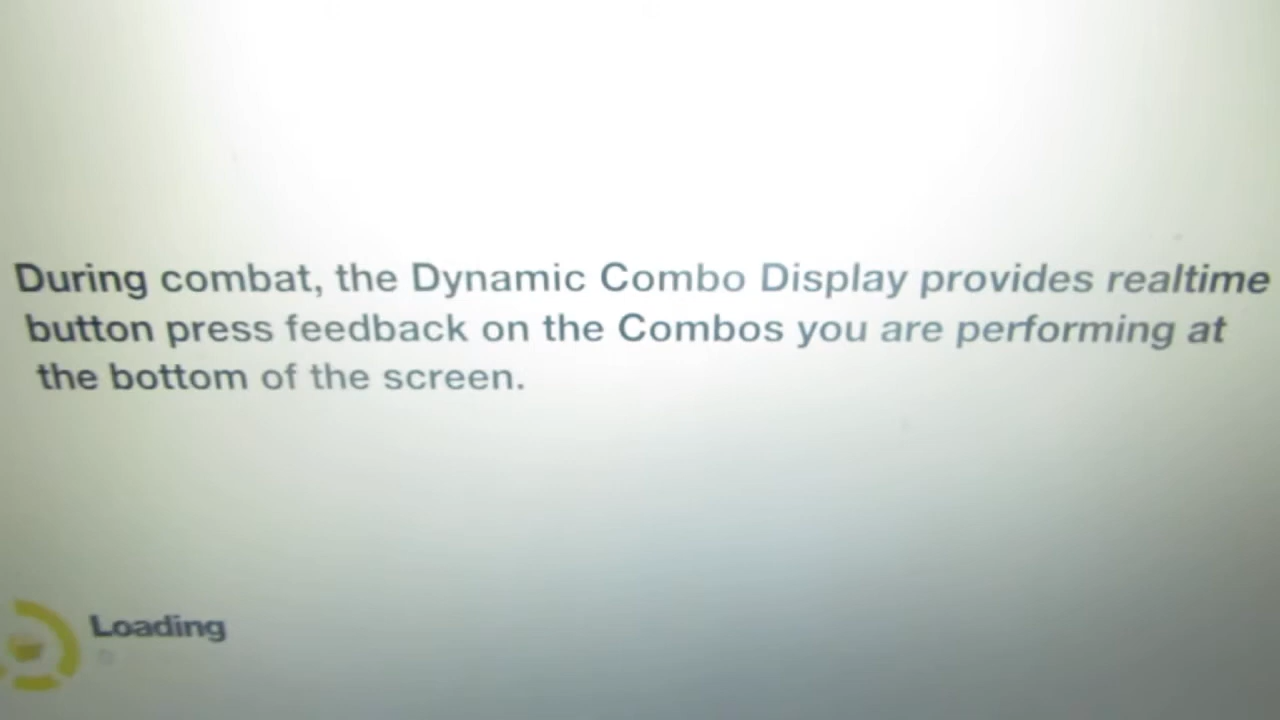 During combat, the Dynamic Combo Display provides realtime
button press feedback on the Combos you are performing at
the bottom of the screen.
Loading